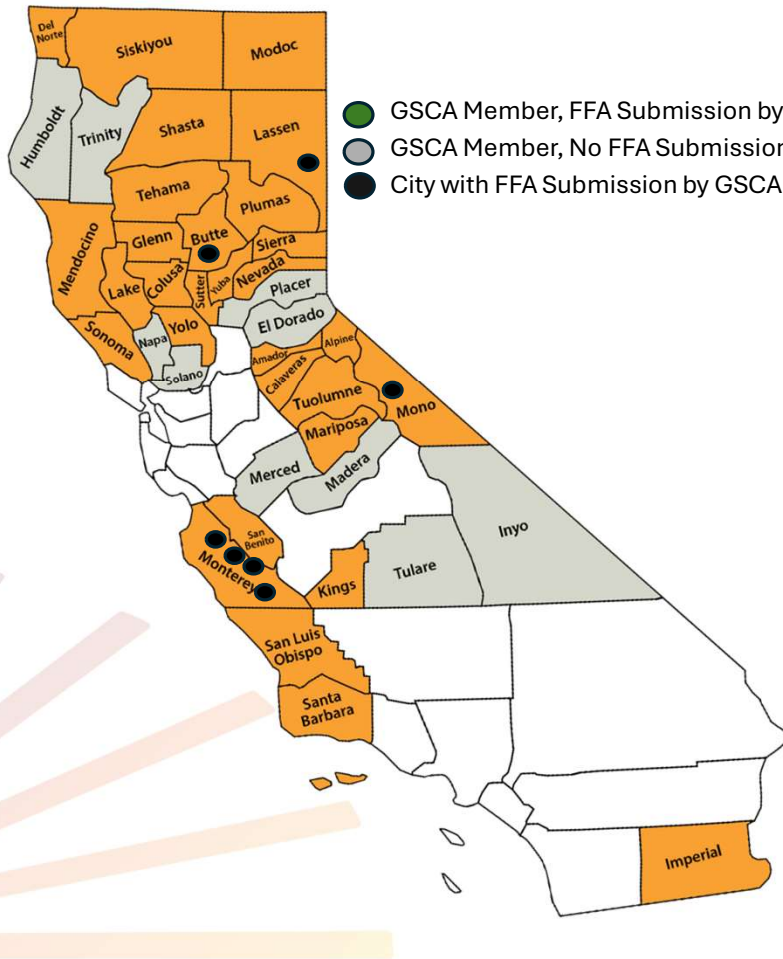 Del
Norte
Siskiyou
Modoc
Humboldt
Trinity
Shasta
Lassen
GSCA Member, FFA Submission by
GSCA Member, No FFA Submission
City with FFA Submission by GSCA
Tehama
Plumas
Mendocino
Glenn
Butte
Sierra
Lake
Colusa
Sutter
Yuba
Nevada
Placer
El Dorado
Sonoma
Napa
Yolo
Solano
Amador
Alpine
Calaveras
Tuolumne
Mono
Mariposa
Merced
Madera
Inyo
San
Benito
Monterey
Kings
Tulare
San Luis
Obispo
Santa
Barbara
Imperial